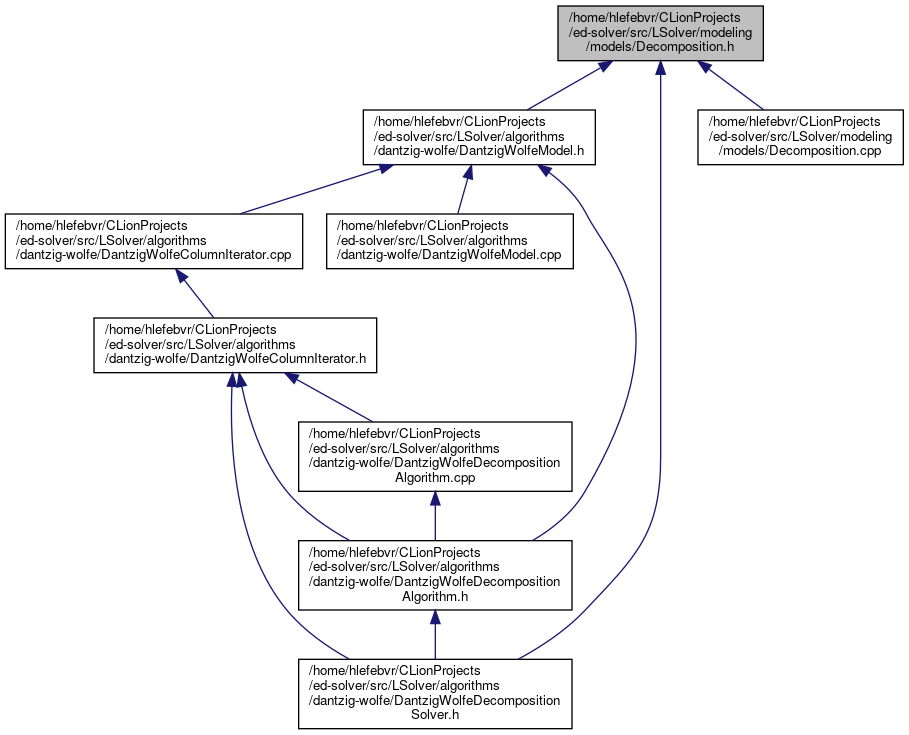 /home/hlefebvr/CLionProjects
/ed-solver/src/LSolver/modeling
/models/Decomposition.h
/home/hlefebvr/CLionProjects
/ed-solver/src/LSolver/algorithms
/dantzig-wolfe/DantzigWolfeModel.h
/home/hlefebvr/CLionProjects
/ed-solver/src/LSolver/modeling
/models/Decomposition.cpp
/home/hlefebvr/CLionProjects
/ed-solver/src/LSolver/algorithms
/dantzig-wolfe/DantzigWolfeColumnIterator.cpp
/home/hlefebvr/CLionProjects
/ed-solver/src/LSolver/algorithms
/dantzig-wolfe/DantzigWolfeModel.cpp
/home/hlefebvr/CLionProjects
/ed-solver/src/LSolver/algorithms
/dantzig-wolfe/DantzigWolfeColumnIterator.h
/home/hlefebvr/CLionProjects
/ed-solver/src/LSolver/algorithms
/dantzig-wolfe/DantzigWolfeDecomposition
Algorithm.cpp
/home/hlefebvr/CLionProjects
/ed-solver/src/LSolver/algorithms
/dantzig-wolfe/DantzigWolfeDecomposition
Algorithm.h
/home/hlefebvr/CLionProjects
/ed-solver/src/LSolver/algorithms
/dantzig-wolfe/DantzigWolfeDecomposition
Solver.h